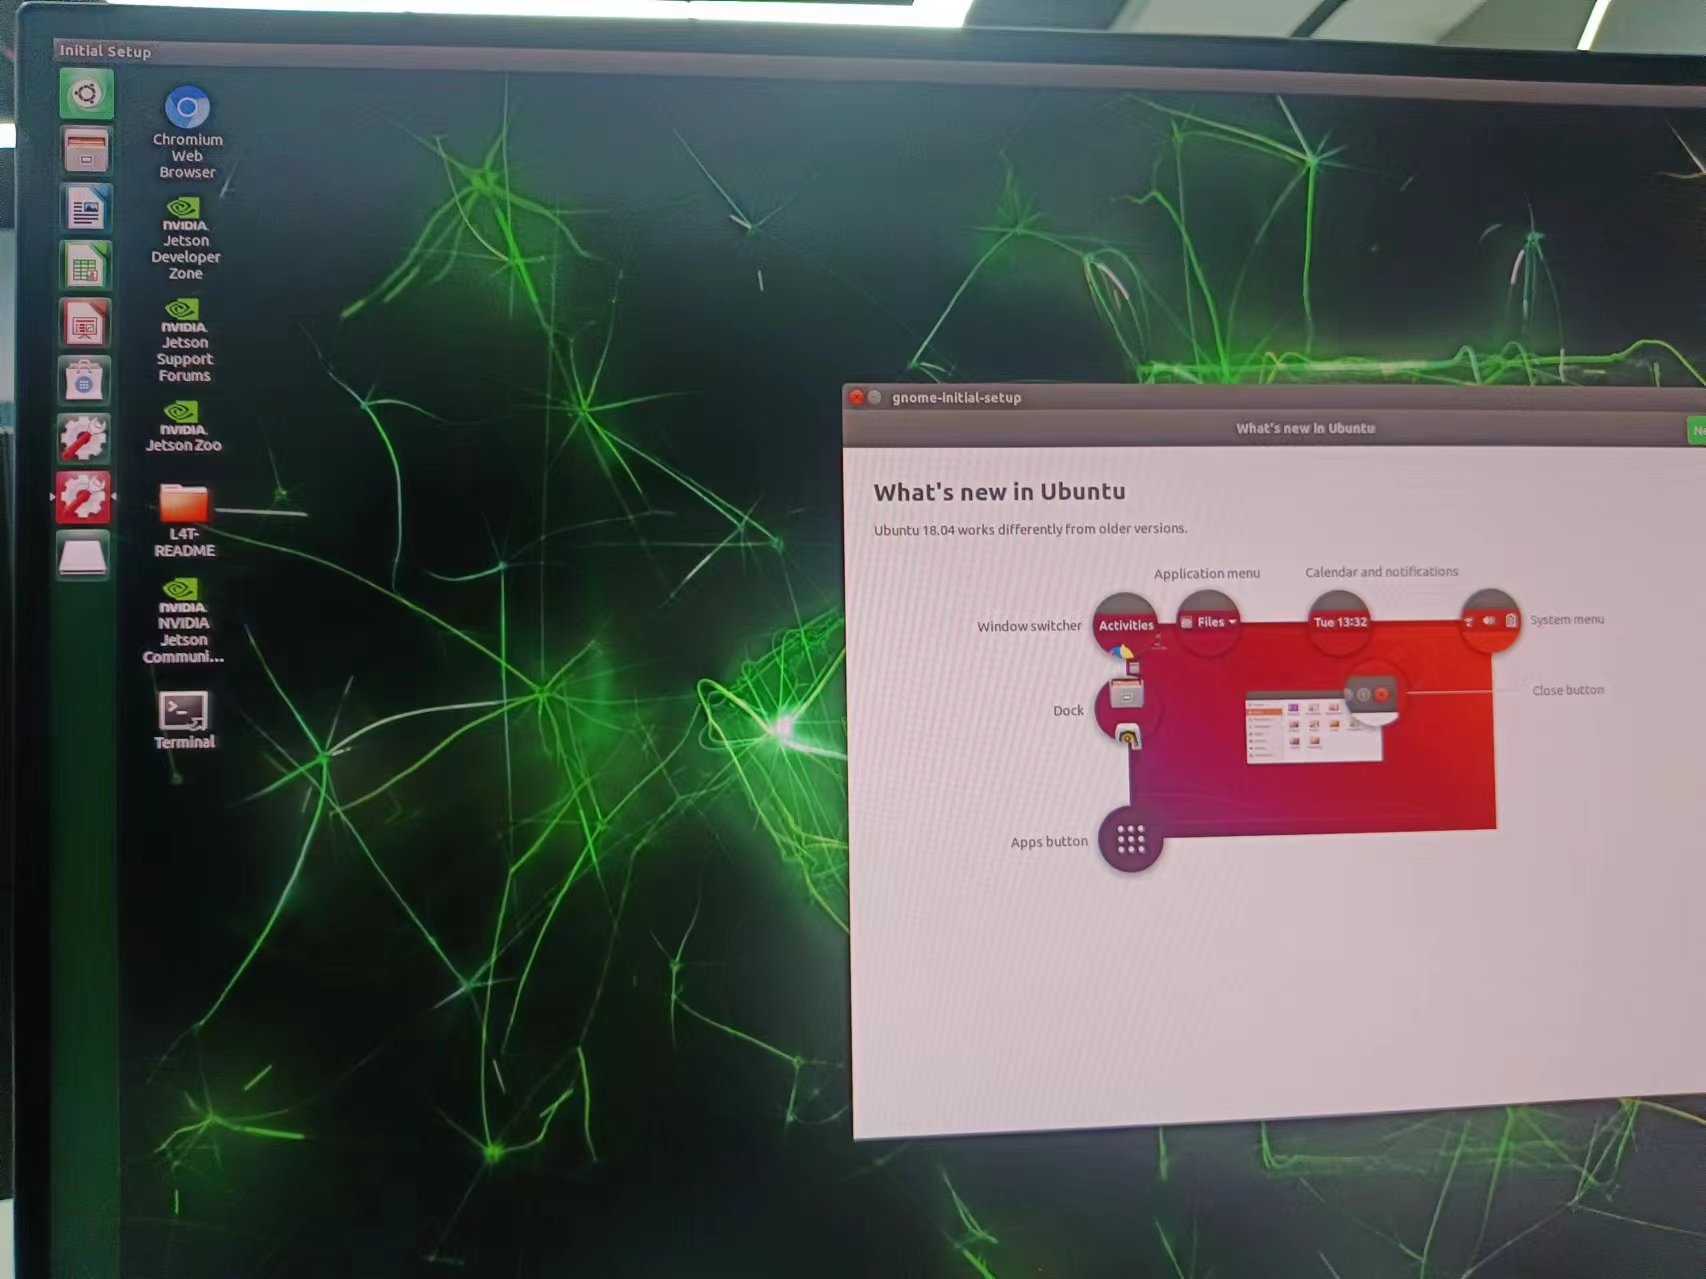 Initial Setup
Chromium
Web
Browser
NVIDIA.
Jetson
Developer
Zone
NVIDIA.
Jetson
Support
Forums
NVIDIA.
Jetson Zoo
L4T-
README
NVIDIA.
NVIDIA
Jetson
Communi...
Terminal
gnome-initial-setup
What's new in Ubuntu
Ne
What's new in Ubuntu
Ubuntu 18.04 works differently from older versions.
Application menu
Calendar and notifications
Window switcher
Activities
Files
Tue 13:32
System menu
Close button
Dock
Apps button